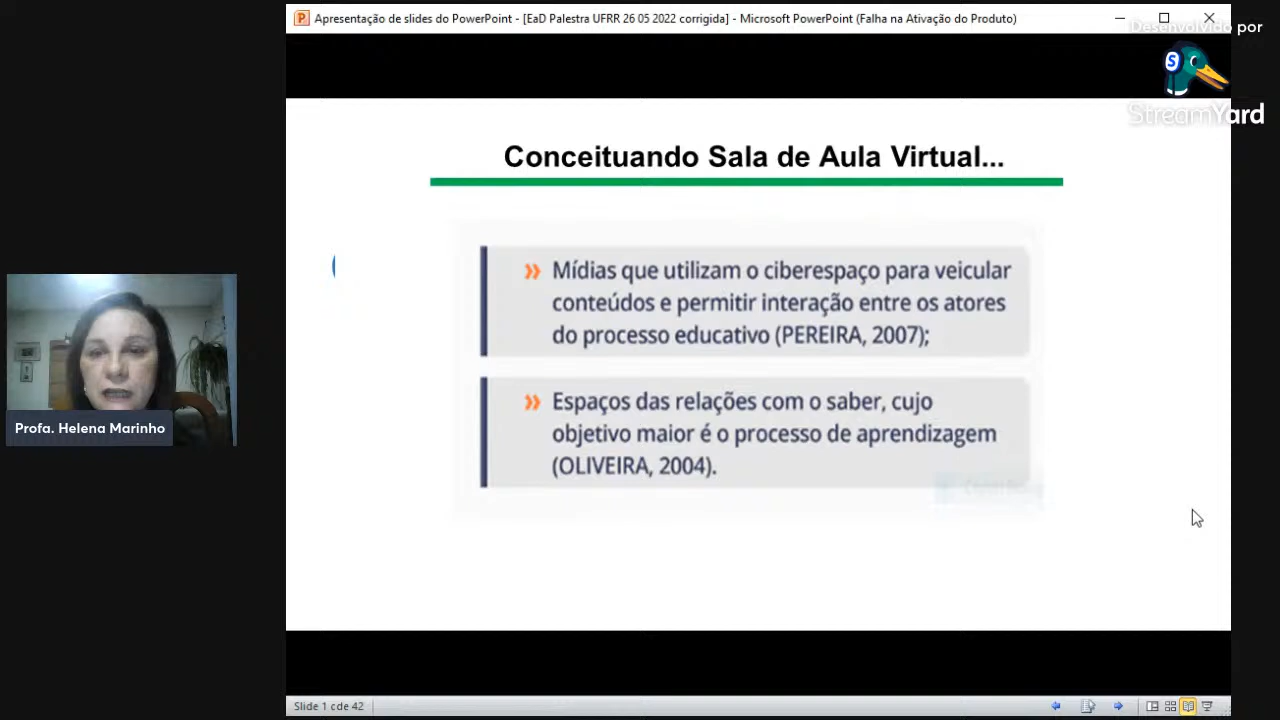 Apresentação de slides do PowerPoint - [EaD Palestra UFRR 26 05 2022 corrigida] - Microsoft PowerPoint (Falha na Ativação do Produto)
Desenvolvido por
StreamYard
Conceituando Sala de Aula Virtual...
Mídias que utilizam o ciberespaço para veicular
conteúdos e permitir interação entre os atores
do processo educativo (PEREIRA, 2007);
Espaços das relações com o saber, cujo
objetivo maior é o processo de aprendizagem
(OLIVEIRA, 2004).
Profa. Helena Marinho
Slide 1 cde 42